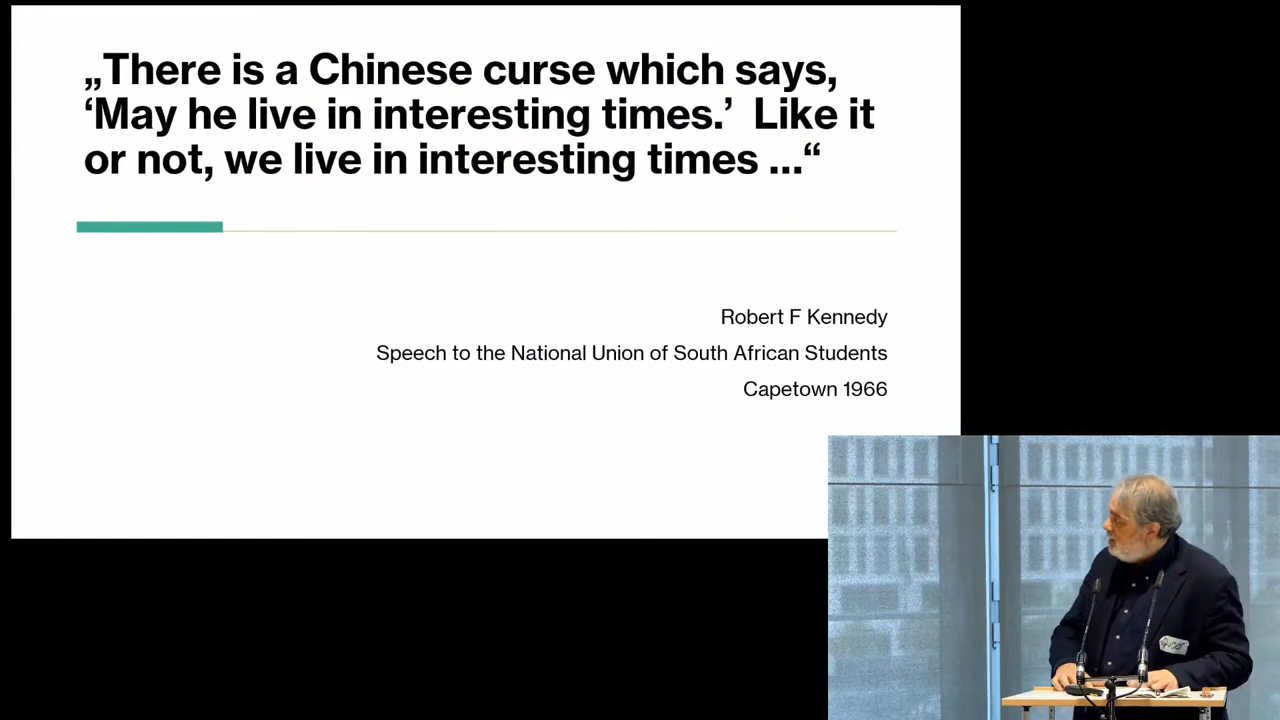 „There is a Chinese curse which says,
‘May he live in interesting times.’  Like it
or not, we live in interesting times ...“
Robert F Kennedy
Speech to the National Union of South African Students
Capetown 1966